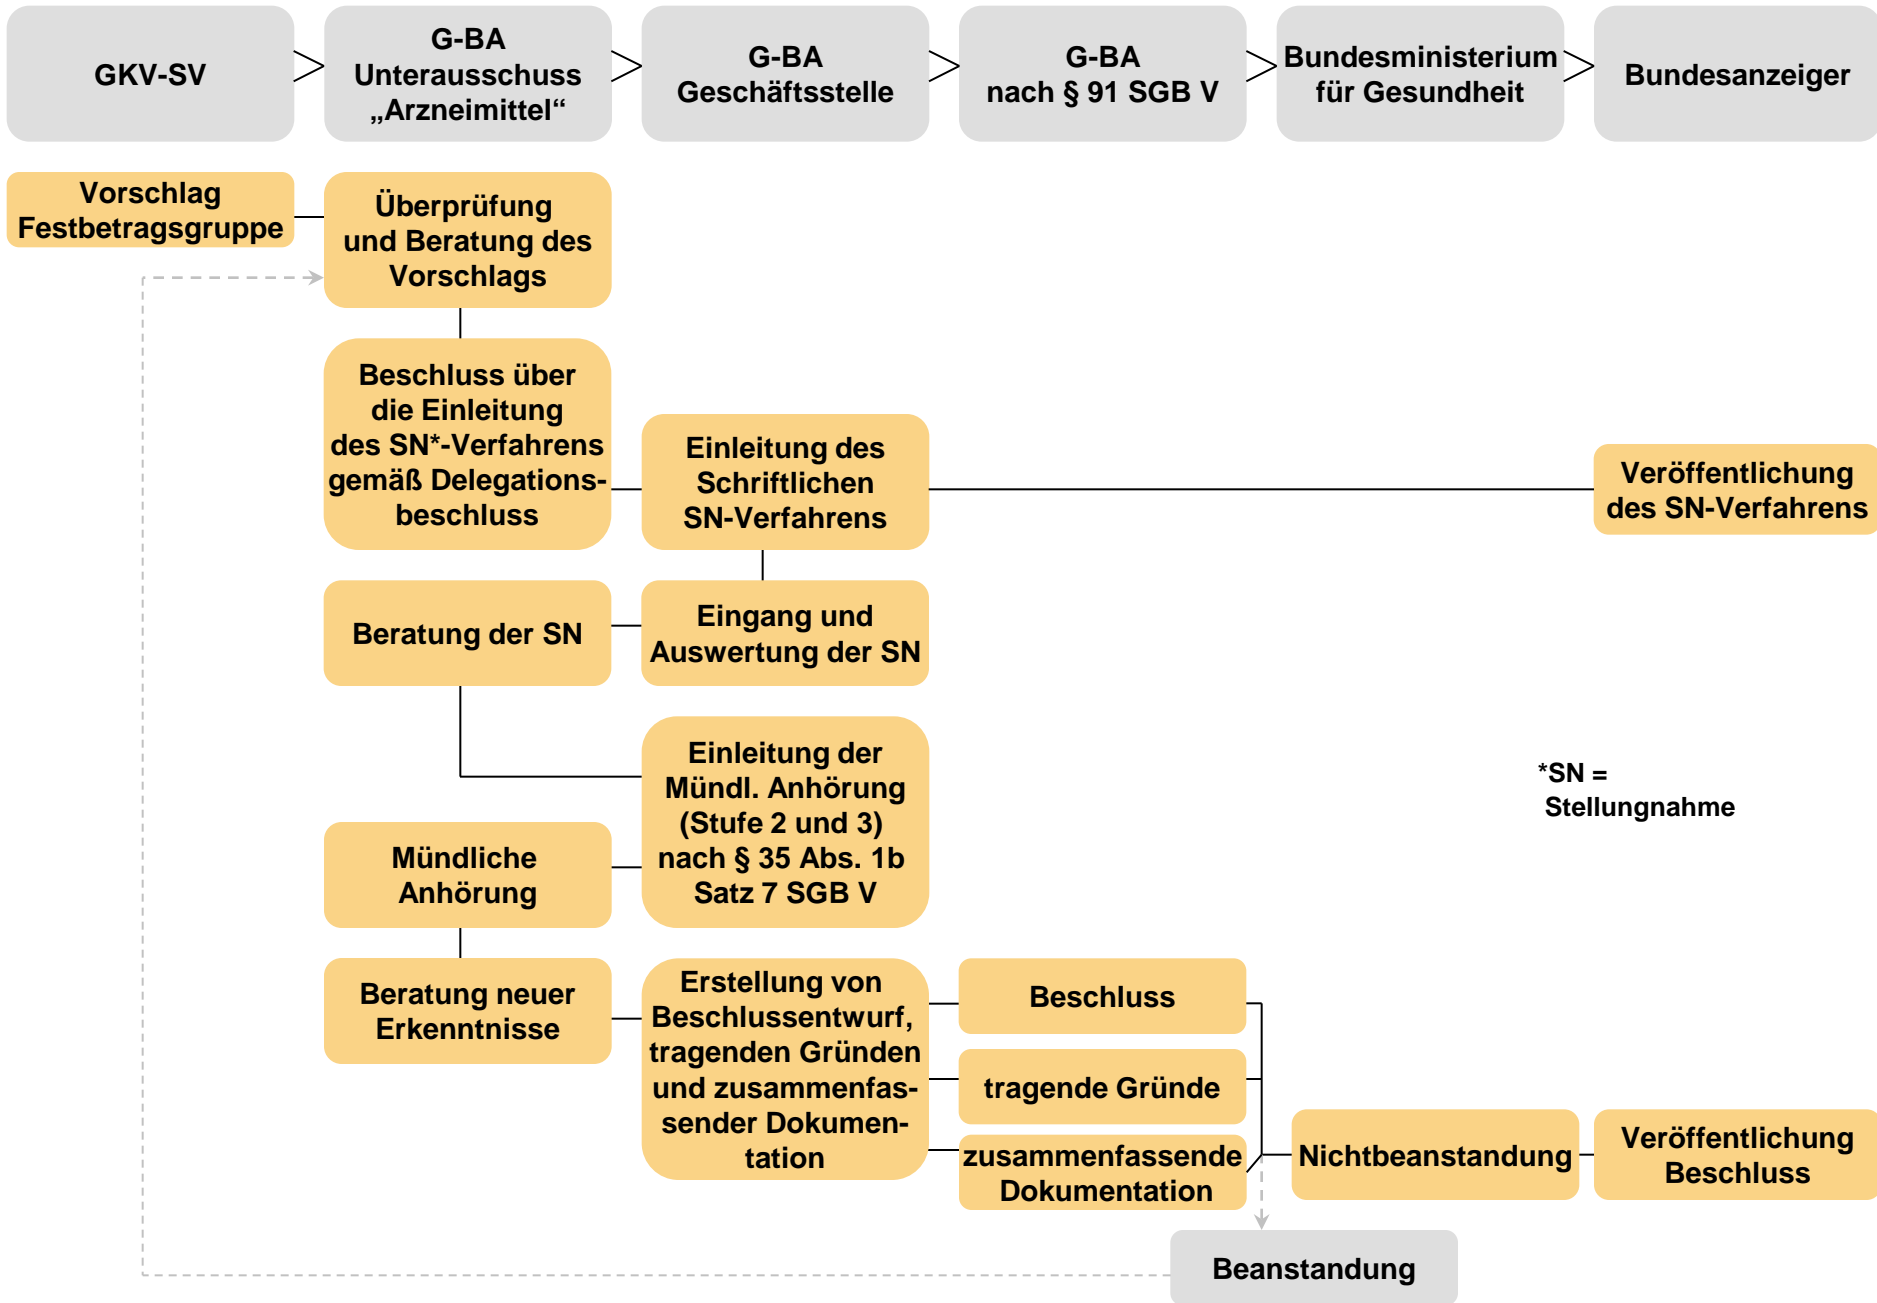 GKV-SV
G-BA
Unterausschuss
„Arzneimittel“
G-BA
Geschäftsstelle
G-BA
nach § 91 SGB V
Bundesministerium
für Gesundheit
Bundesanzeiger
Vorschlag
Festbetragsgruppe
Überprüfung
und Beratung des
Vorschlags
Beschluss über
die Einleitung
des SN*-Verfahrens
gemäß Delegations-
beschluss
Einleitung des
Schriftlichen
SN-Verfahrens
Veröffentlichung
des SN-Verfahrens
Beratung der SN
Eingang und
Auswertung der SN
Einleitung der
Mündl. Anhörung
(Stufe 2 und 3)
nach § 35 Abs. 1b
Satz 7 SGB V
*SN =
Stellungnahme
Mündliche
Anhörung
Beratung neuer
Erkenntnisse
Erstellung von
Beschlussentwurf,
tragenden Gründen
und zusammenfas-
sender Dokumen-
tation
Beschluss
tragende Gründe
zusammenfassende
Dokumentation
Nichtbeanstandung
Veröffentlichung
Beschluss
Beanstandung